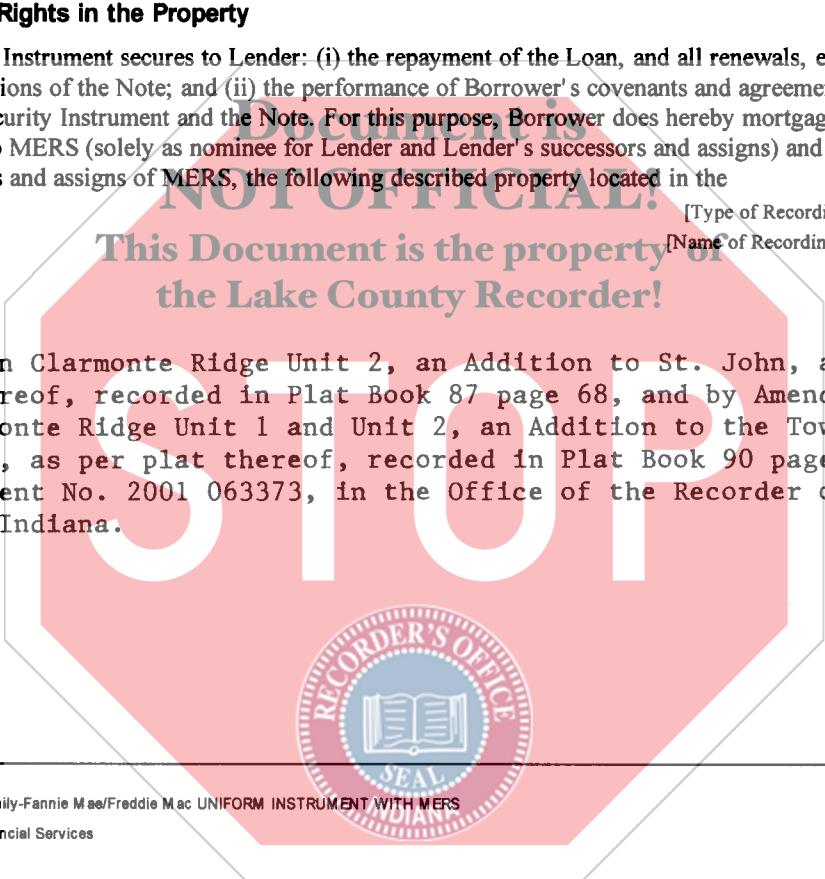 Rights in the Property
Instrument secures to Lender: (i) the repayment of the Loan, and all renewals, e
ions of the Note; and (ii) the performance of Borrower's covenants and agreeme
curity Instrument and the Note. For this purpose, Borrower does hereby mortgag
MERS (solely as nominee for Lender and Lender's successors and assigns) and
s and assigns of MERS, the following described property located in the
[Type of Recordi
[Name of Recordin
Document is
NOT OFFICIAL!
This Document is the property of
the Lake County Recorder!
n Clarmonte Ridge Unit 2, an Addition to St. John, a
reof, recorded in Plat Book 87 page 68, and by Amend
onte Ridge Unit 1 and Unit 2, an Addition to the Tow
, as per plat thereof, recorded in Plat Book 90 page
ent No. 2001 063373, in the Office of the Recorder o
Indiana.
STOP
RECORDER'S OFFICE
SEAL
INDIANA
ily-Fannie Mae/Freddie Mac UNIFORM INSTRUMENT WITH MERS
ncial Services